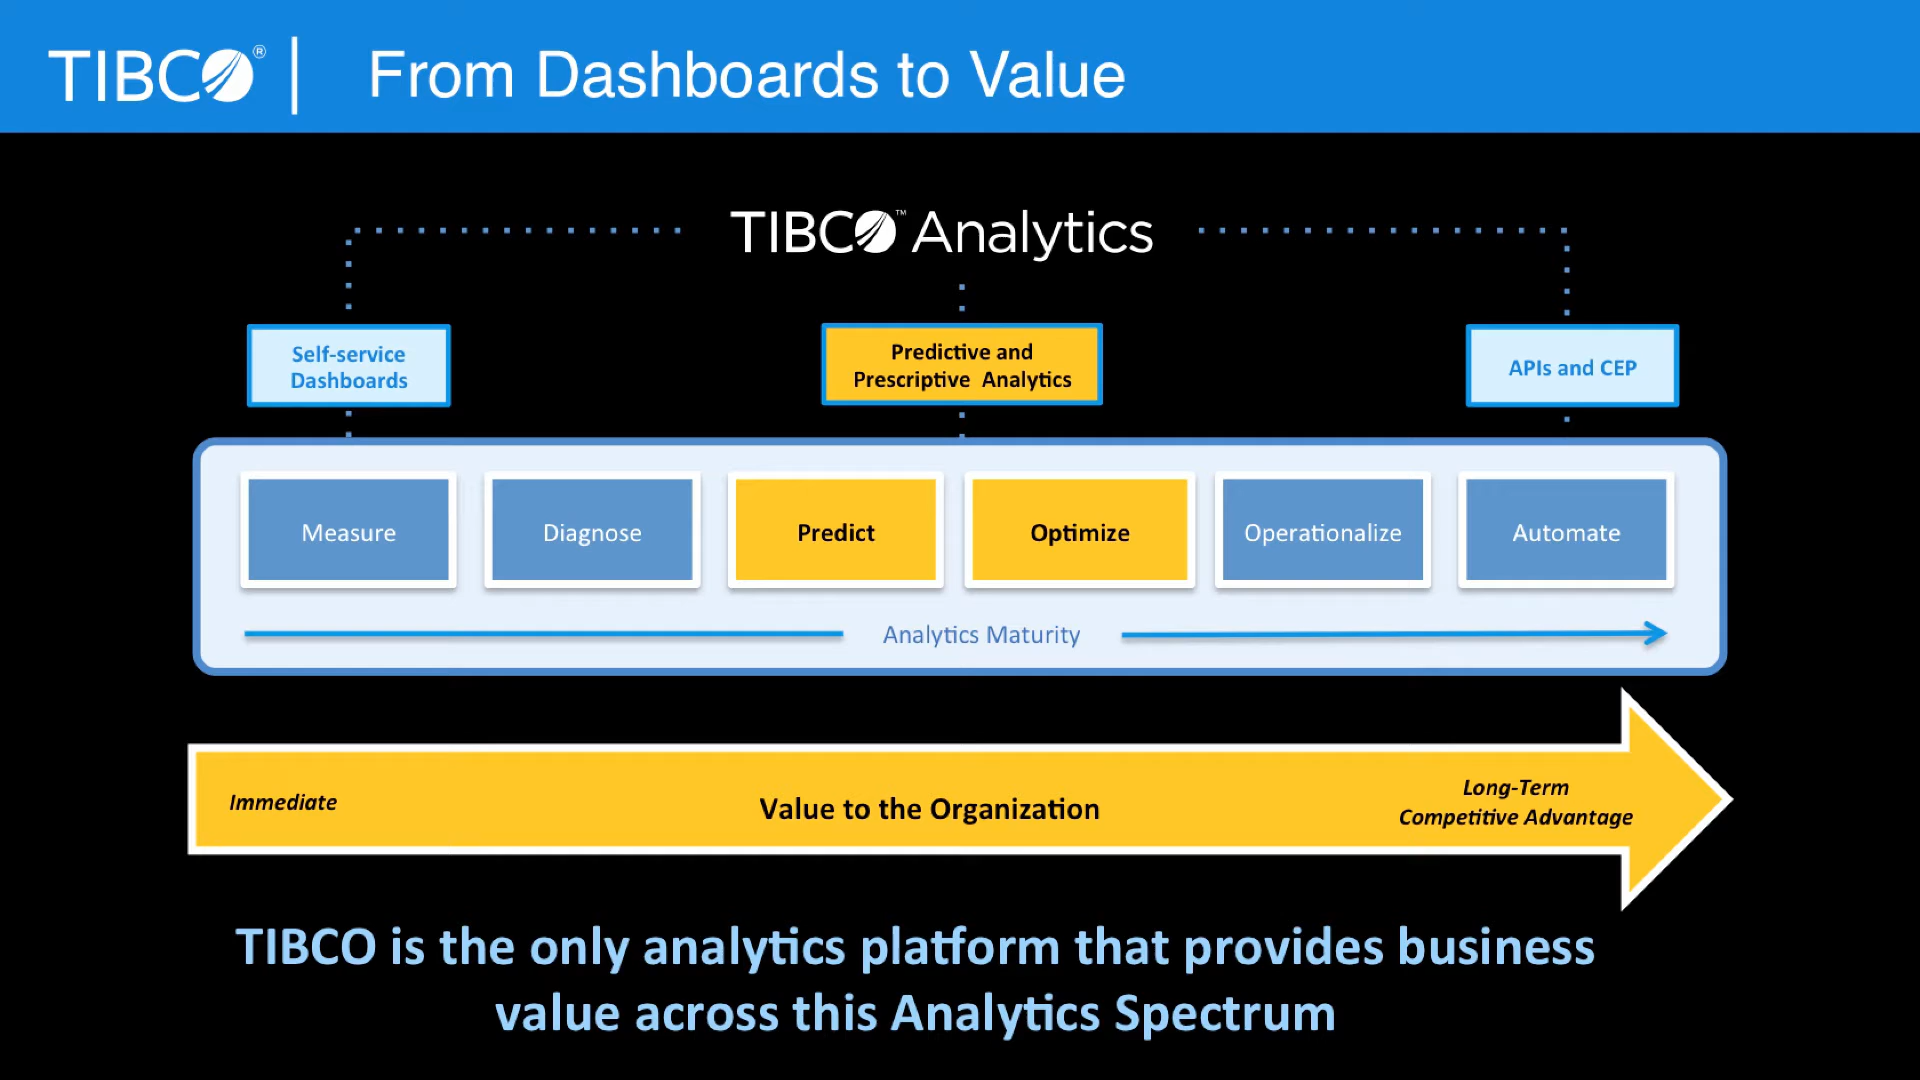 TIBCO® From Dashboards to Value
TIBCO™ Analytics
Self-service
Dashboards
Predictive and
Prescriptive Analytics
APIs and CEP
Measure
Diagnose
Predict
Optimize
Operationalize
Automate
Analytics Maturity
Immediate
Value to the Organization
Long-Term
Competitive Advantage
TIBCO is the only analytics platform that provides business
value across this Analytics Spectrum